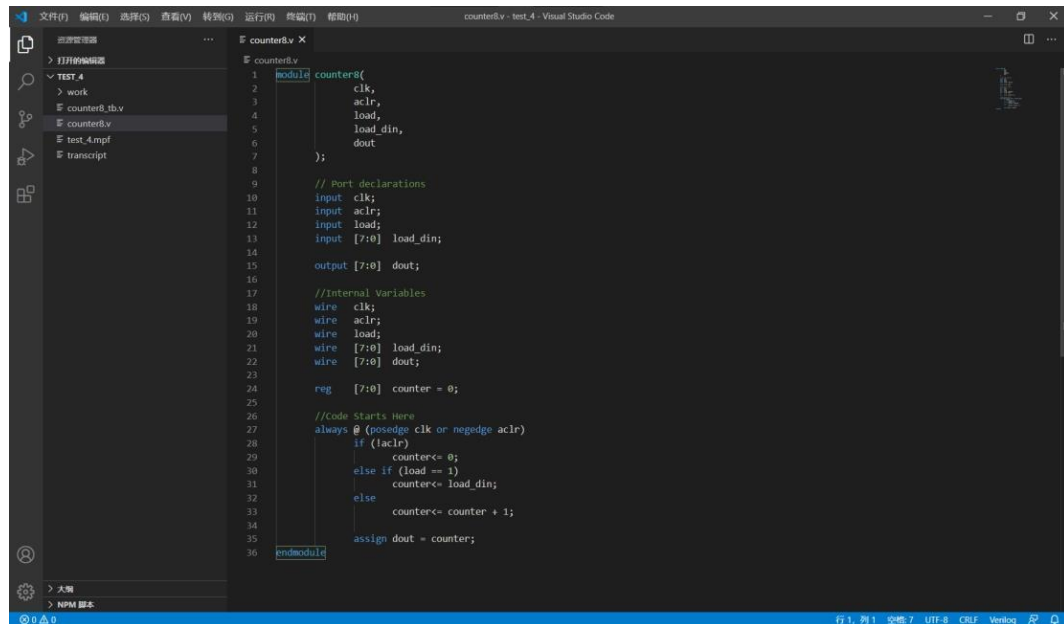 文件(F) 编辑(E) 选择(S) 查看(V) 转到(G) 运行(R) 终端(T) 帮助(H) counter8.v - test_4 - Visual Studio Code
资源管理器
counter8.v
> 打开的编辑器
TEST_4
> work
counter8_tb.v
counter8.v
test_4.mpf
transcript
> 大纲
> NPM 脚本
counter8.v
1 module counter8(
2 clk,
3 aclr,
4 load,
5 load_din,
6 dout
7 );
8
9 // Port declarations
10 input clk;
11 input aclr;
12 input load;
13 input [7:0] load_din;
14
15 output [7:0] dout;
16
17 //Internal Variables
18 wire clk;
19 wire aclr;
20 wire load;
21 wire [7:0] load_din;
22 wire [7:0] dout;
23
24 reg [7:0] counter = 0;
25
26 //Code Starts Here
27 always @ (posedge clk or negedge aclr)
28 if (!aclr)
29 counter<= 0;
30 else if (load == 1)
31 counter<= load_din;
32 else
33 counter<= counter + 1;
34
35 assign dout = counter;
36 endmodule
0 0 行 1, 列 1 空格: 7 UTF-8 CRLF Verilog